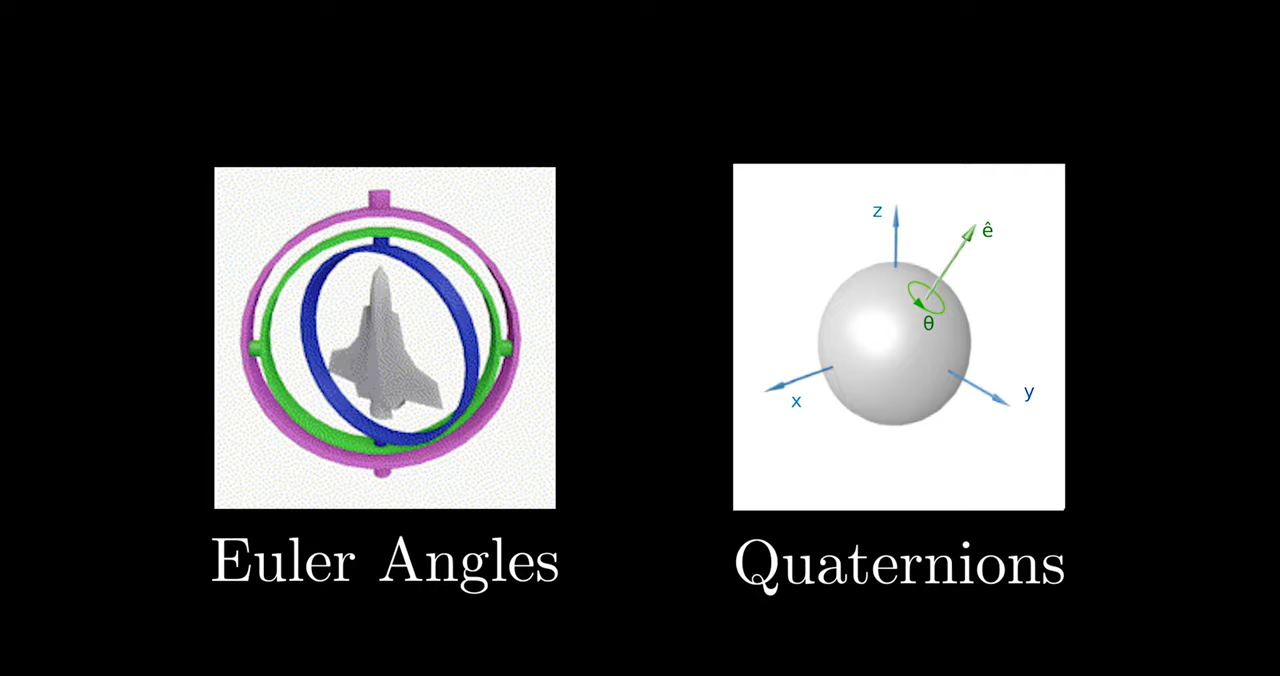 z
ê
θ
x
y
Euler Angles
Quaternions